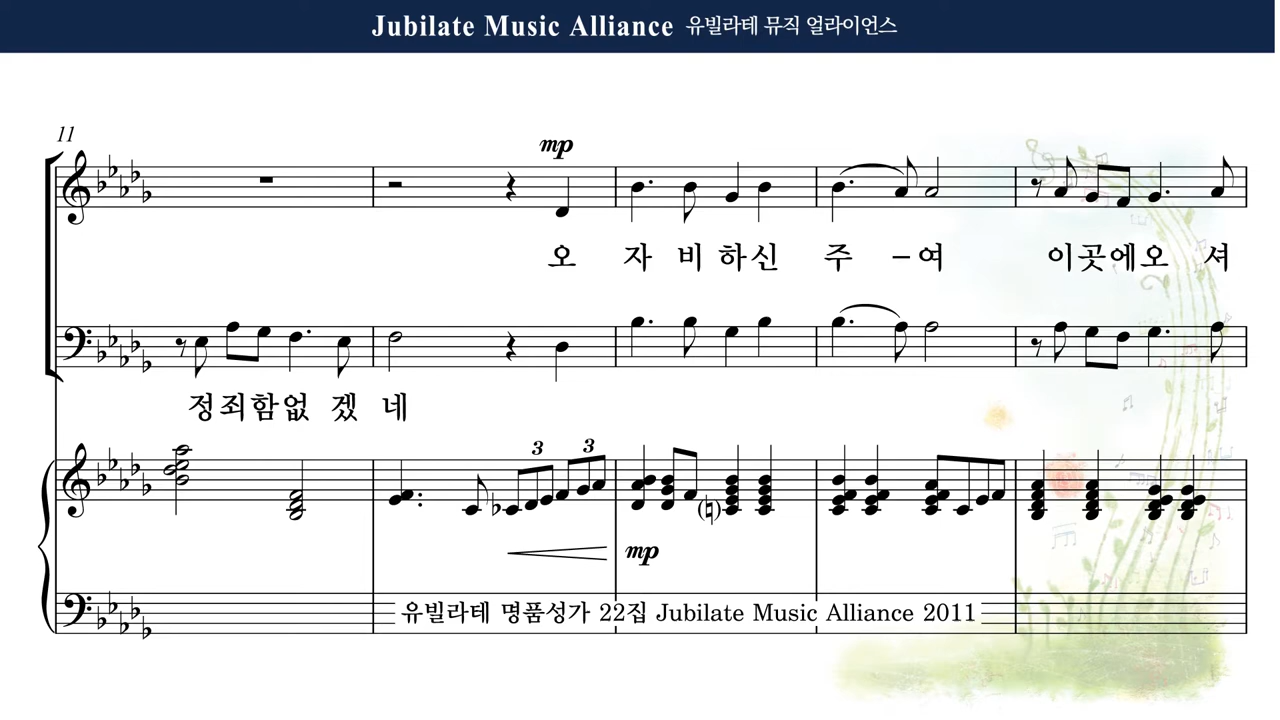 Jubilate Music Alliance 유빌라테 뮤직 얼라이언스
11
mp
오 자 비 하신 주 – 여 이곳에오 셔
정죄함없 겠 네
3 3
mp
유빌라테 명품성가 22집 Jubilate Music Alliance 2011